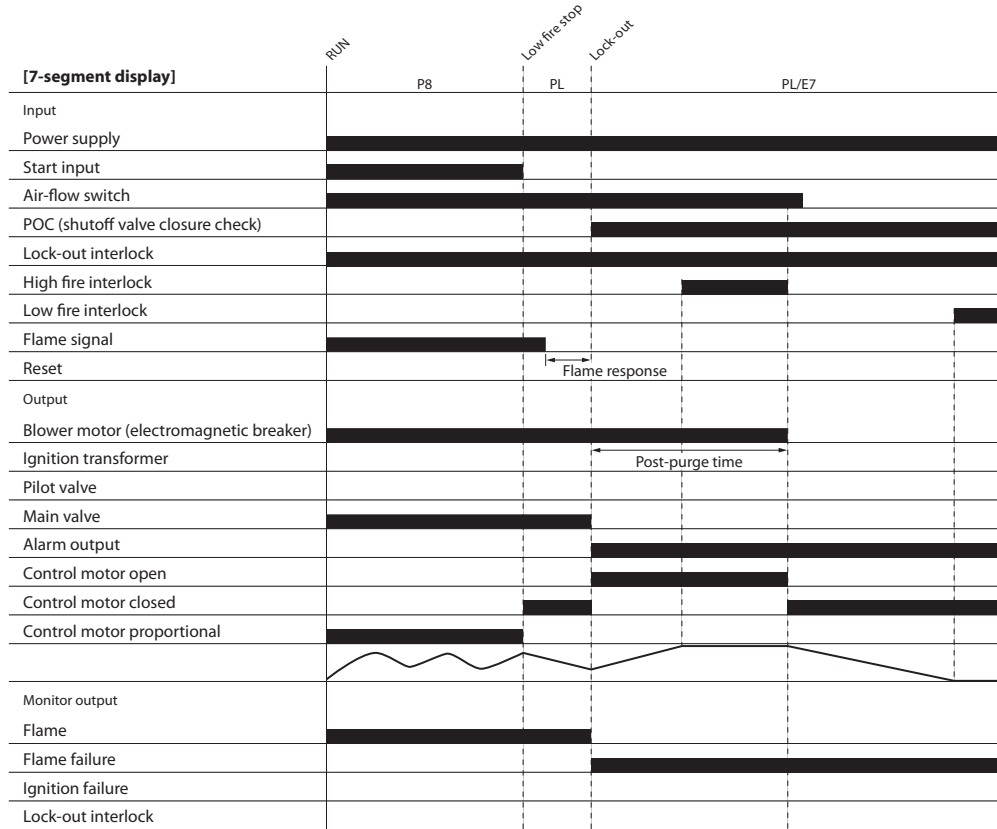 RUN
Low fire stop
Lock-out
[7-segment display]
P8
PL
PL/E7
Input
Power supply
Start input
Air-flow switch
POC (shutoff valve closure check)
Lock-out interlock
High fire interlock
Low fire interlock
Flame signal
Reset
Flame response
Output
Blower motor (electromagnetic breaker)
Ignition transformer
Post-purge time
Pilot valve
Main valve
Alarm output
Control motor open
Control motor closed
Control motor proportional
Monitor output
Flame
Flame failure
Ignition failure
Lock-out interlock